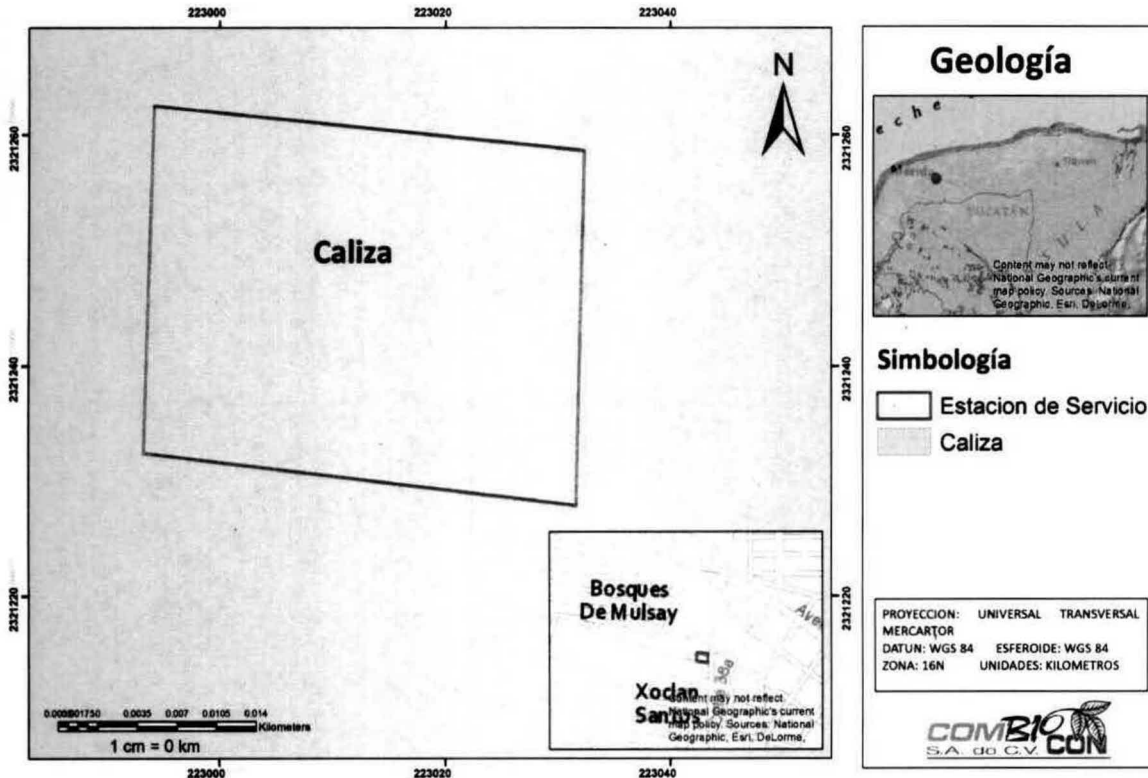 223000
223020
223040
2321260
2321240
2321220
2321260
2321240
2321220
N
Caliza
Bosques
De Mulsay
Xoclan
Santos
38a
Content may not reflect
National Geographic's current
map policy. Sources: National
Geographic, Esri, DeLorme,
0.0035 0.007 0.0105 0.014
Kilometers
1 cm = 0 km
223000
223020
223040
Geología
eche
YUCATÁN
Content may not reflect
National Geographic's current
map policy. Sources: National
Geographic, Esri, DeLorme,
Simbología
Estacion de Servicio
Caliza
PROYECCION: UNIVERSAL TRANSVERSAL
MERCARTOR
DATUN: WGS 84 ESFEROIDE: WGS 84
ZONA: 16N UNIDADES: KILOMETROS
COMBIOCON
S.A. de C.V.